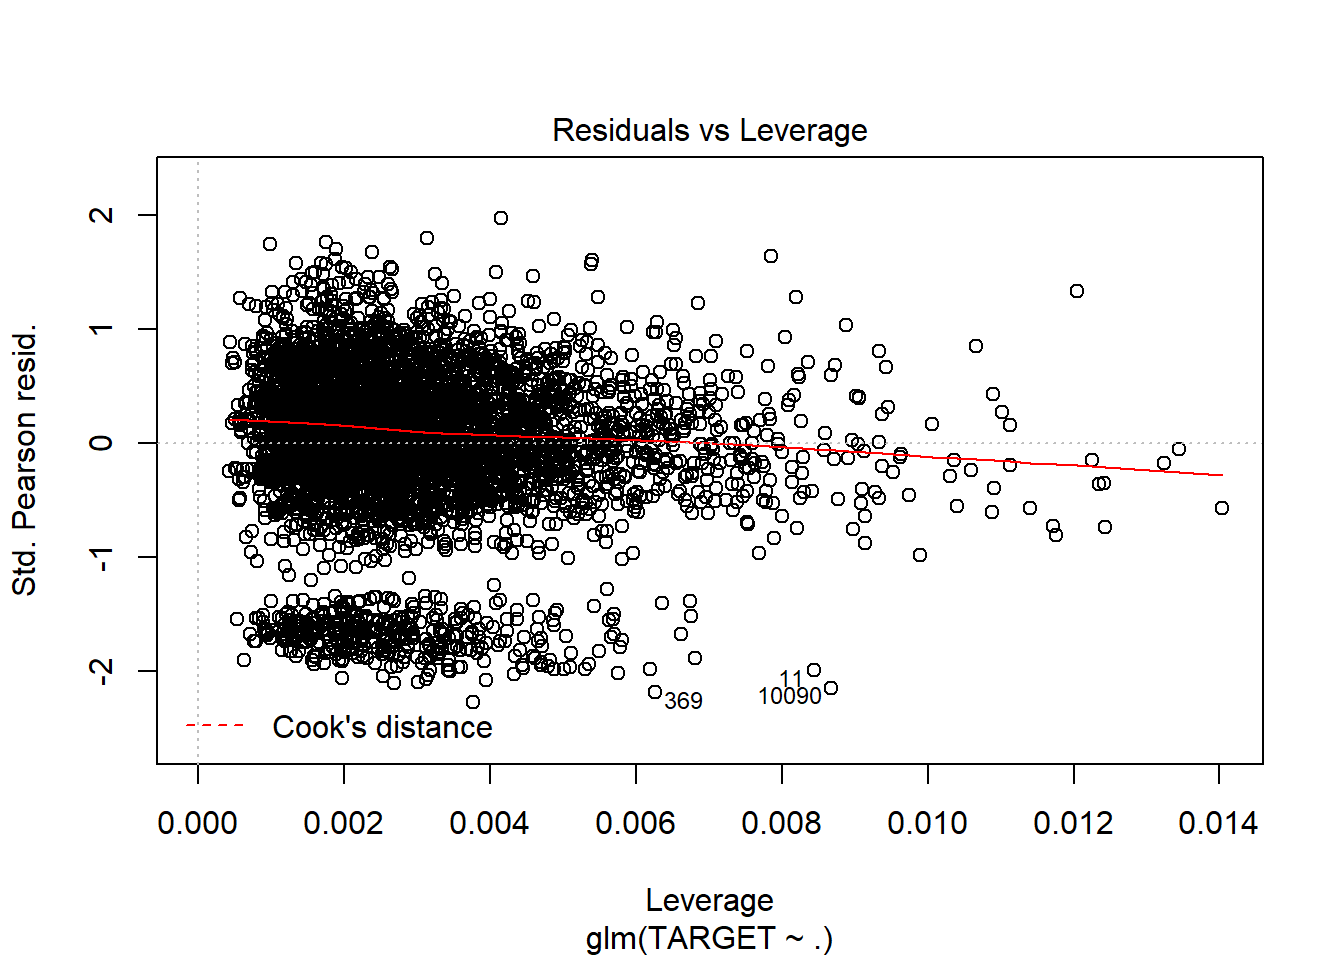 Residuals vs Leverage
Std. Pearson resid.
2
1
0
-1
-2
11
10090
369
Cook's distance
0.000 0.002 0.004 0.006 0.008 0.010 0.012 0.014
Leverage
glm(TARGET ~ .)